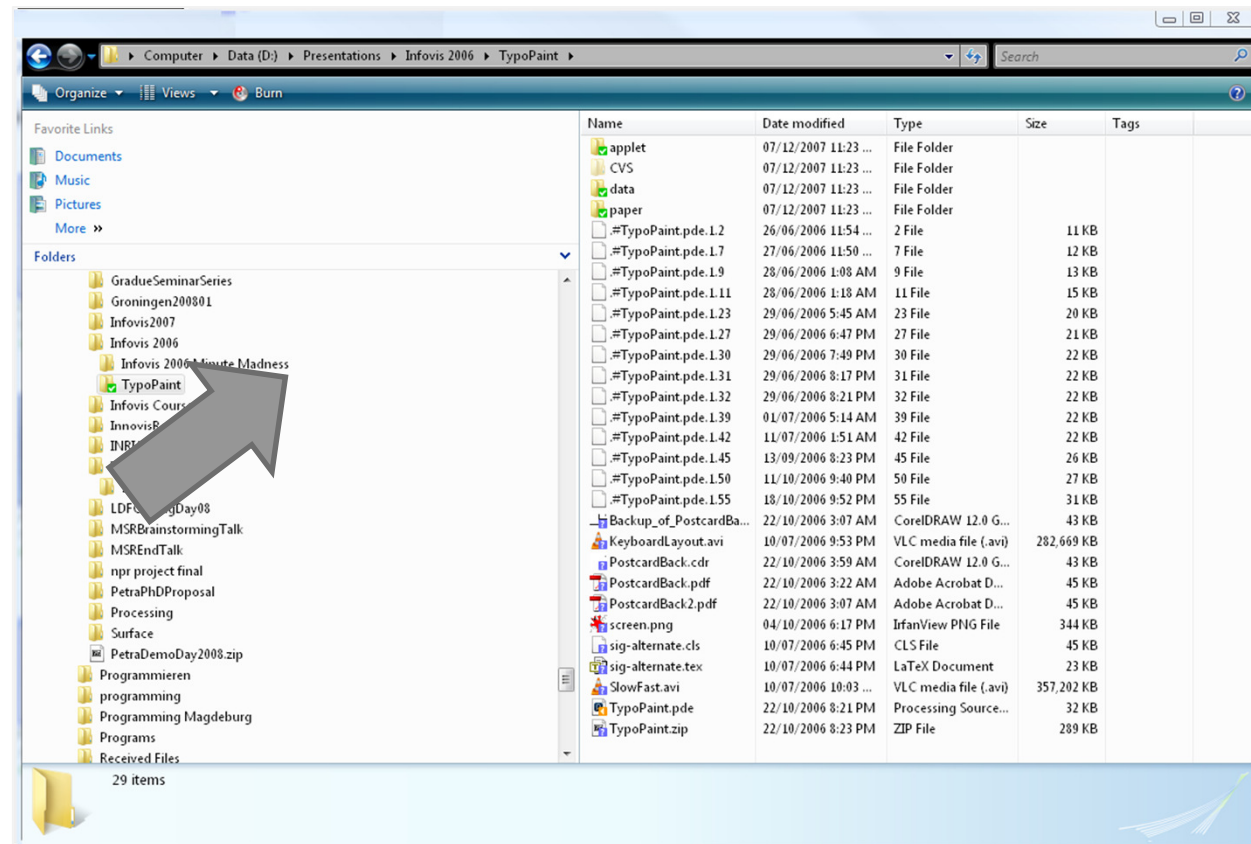 Computer ▸ Data (D:) ▸ Presentations ▸ Infovis 2006 ▸ TypoPaint ▸ Search
Organize Views Burn
Favorite Links
Documents
Music
Pictures
More »
Folders
GradueSeminarSeries
Groningen200801
Infovis2007
Infovis 2006
Infovis 2006 Minute Madness
TypoPaint
Infovis
MSRBrainstormingTalk
MSREndTalk
npr project final
PetraPhDProposal
Processing
Surface
PetraDemoDay2008.zip
Programmieren
programming
Programming Magdeburg
Programs
Received Files
Name Date modified Type Size Tags
applet 07/12/2007 11:23 ... File Folder
CVS 07/12/2007 11:23 ... File Folder
data 07/12/2007 11:23 ... File Folder
paper 07/12/2007 11:23 ... File Folder
.#TypoPaint.pde.1.2 26/06/2006 11:54 ... 2 File 11 KB
.#TypoPaint.pde.1.7 27/06/2006 11:50 ... 7 File 12 KB
.#TypoPaint.pde.1.9 28/06/2006 1:08 AM 9 File 13 KB
.#TypoPaint.pde.1.11 28/06/2006 1:18 AM 11 File 15 KB
.#TypoPaint.pde.1.23 29/06/2006 5:45 AM 23 File 20 KB
.#TypoPaint.pde.1.27 29/06/2006 6:47 PM 27 File 21 KB
.#TypoPaint.pde.1.30 29/06/2006 7:49 PM 30 File 22 KB
.#TypoPaint.pde.1.31 29/06/2006 8:17 PM 31 File 22 KB
.#TypoPaint.pde.1.32 29/06/2006 8:21 PM 32 File 22 KB
.#TypoPaint.pde.1.39 01/07/2006 5:14 AM 39 File 22 KB
.#TypoPaint.pde.1.42 11/07/2006 1:51 AM 42 File 22 KB
.#TypoPaint.pde.1.45 13/09/2006 8:23 PM 45 File 26 KB
.#TypoPaint.pde.1.50 11/10/2006 9:40 PM 50 File 27 KB
.#TypoPaint.pde.1.55 18/10/2006 9:52 PM 55 File 31 KB
Backup_of_PostcardBa... 22/10/2006 3:07 AM CorelDRAW 12.0 G... 43 KB
KeyboardLayout.avi 10/07/2006 9:53 PM VLC media file (.avi) 282,669 KB
PostcardBack.cdr 22/10/2006 3:59 AM CorelDRAW 12.0 G... 43 KB
PostcardBack.pdf 22/10/2006 3:22 AM Adobe Acrobat D... 45 KB
PostcardBack2.pdf 22/10/2006 3:07 AM Adobe Acrobat D... 45 KB
screen.png 04/10/2006 6:17 PM IrfanView PNG File 344 KB
sig-alternate.cls 10/07/2006 6:45 PM CLS File 45 KB
sig-alternate.tex 10/07/2006 6:44 PM LaTeX Document 23 KB
SlowFast.avi 10/07/2006 10:03 ... VLC media file (.avi) 357,202 KB
TypoPaint.pde 22/10/2006 8:21 PM Processing Source... 32 KB
TypoPaint.zip 22/10/2006 8:23 PM ZIP File 289 KB
29 items